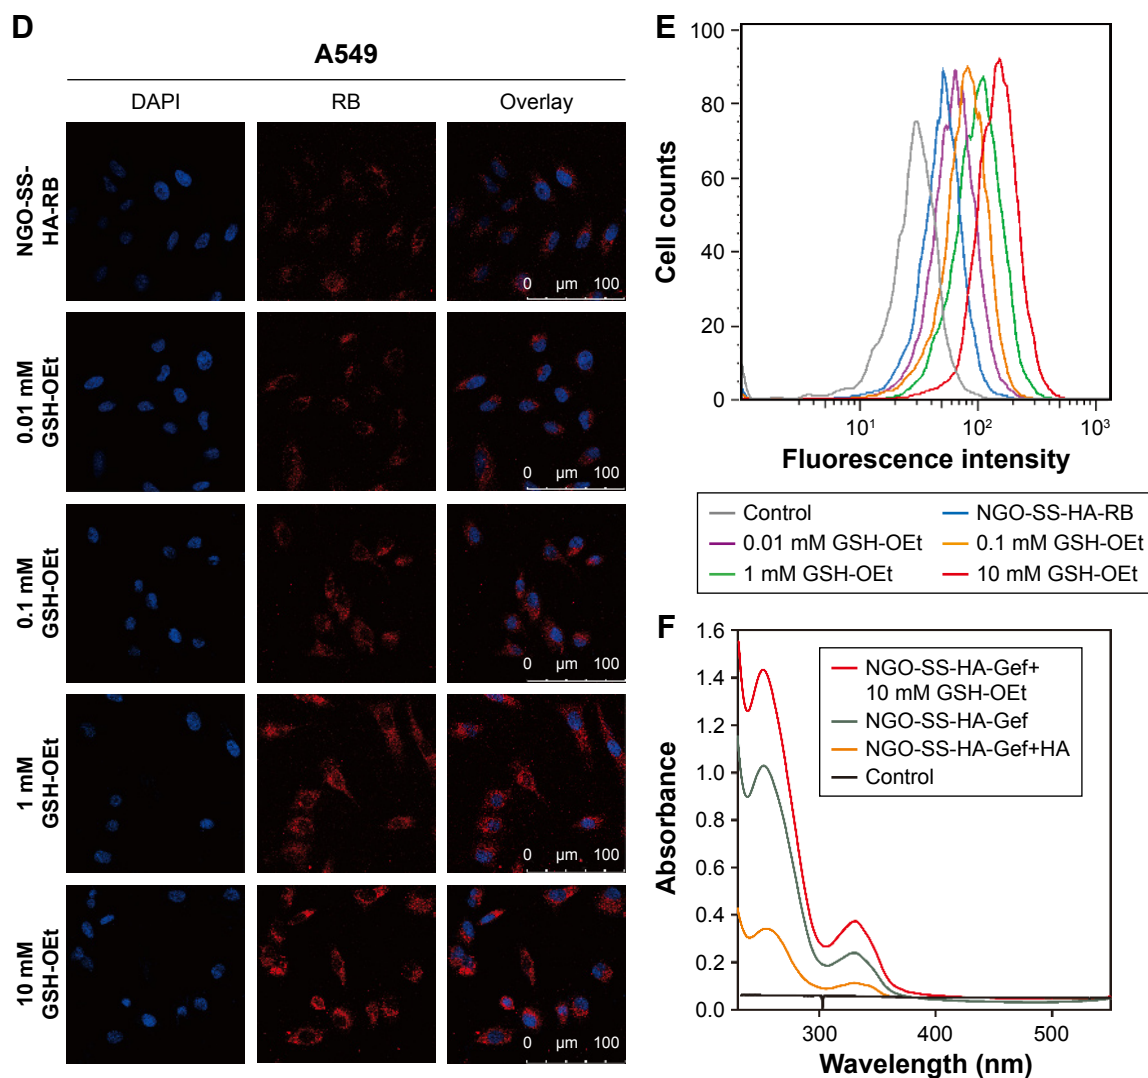 D
A549
DAPI RB Overlay
NGO-SS-
HA-RB
0 µm 100
0.01 mM
GSH-OEt
0 µm 100
0.1 mM
GSH-OEt
0 µm 100
1 mM
GSH-OEt
0 µm 100
10 mM
GSH-OEt
0 µm 100
E
100
80
60
40
20
0
Cell counts
10¹ 10² 10³
Fluorescence intensity
Control NGO-SS-HA-RB
0.01 mM GSH-OEt 0.1 mM GSH-OEt
1 mM GSH-OEt 10 mM GSH-OEt
F
1.6
1.4
1.2
1.0
0.8
0.6
0.4
0.2
0.0
Absorbance
NGO-SS-HA-Gef+
10 mM GSH-OEt
NGO-SS-HA-Gef
NGO-SS-HA-Gef+HA
Control
300 400 500
Wavelength (nm)